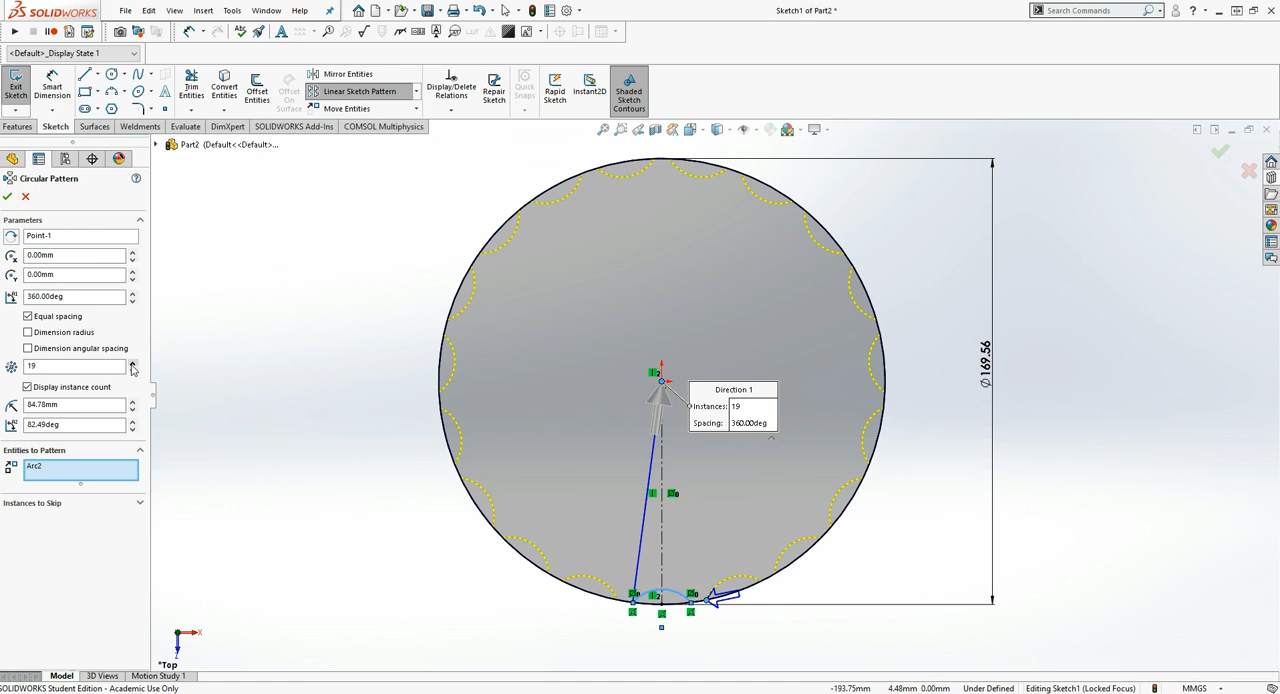 SOLIDWORKS File Edit View Insert Tools Window Help Sketch1 of Part2 * Search Commands
<Default>_Display State 1
Exit Sketch
Smart Dimension
Trim Entities
Convert Entities
Offset Entities
Offset On Surface
Mirror Entities
Linear Sketch Pattern
Move Entities
Display/Delete Relations
Repair Sketch
Quick Snaps
Rapid Sketch
Instant2D
Shaded Sketch Contours
Features Sketch Surfaces Weldments Evaluate DimXpert SOLIDWORKS Add-Ins COMSOL Multiphysics
Part2 (Default<<Default>...
Circular Pattern
Parameters
Point-1
0.00mm
0.00mm
360.00deg
Equal spacing
Dimension radius
Dimension angular spacing
19
Display instance count
84.78mm
82.49deg
Entities to Pattern
Arc2
Instances to Skip
Direction 1
Instances: 19
Spacing: 360.00deg
Ø169.56
X
Z
*Top
Model 3D Views Motion Study 1
SOLIDWORKS Student Edition - Academic Use Only -193.75mm 4.48mm 0.00mm Under Defined Editing Sketch1 (Locked Focus) MMGS